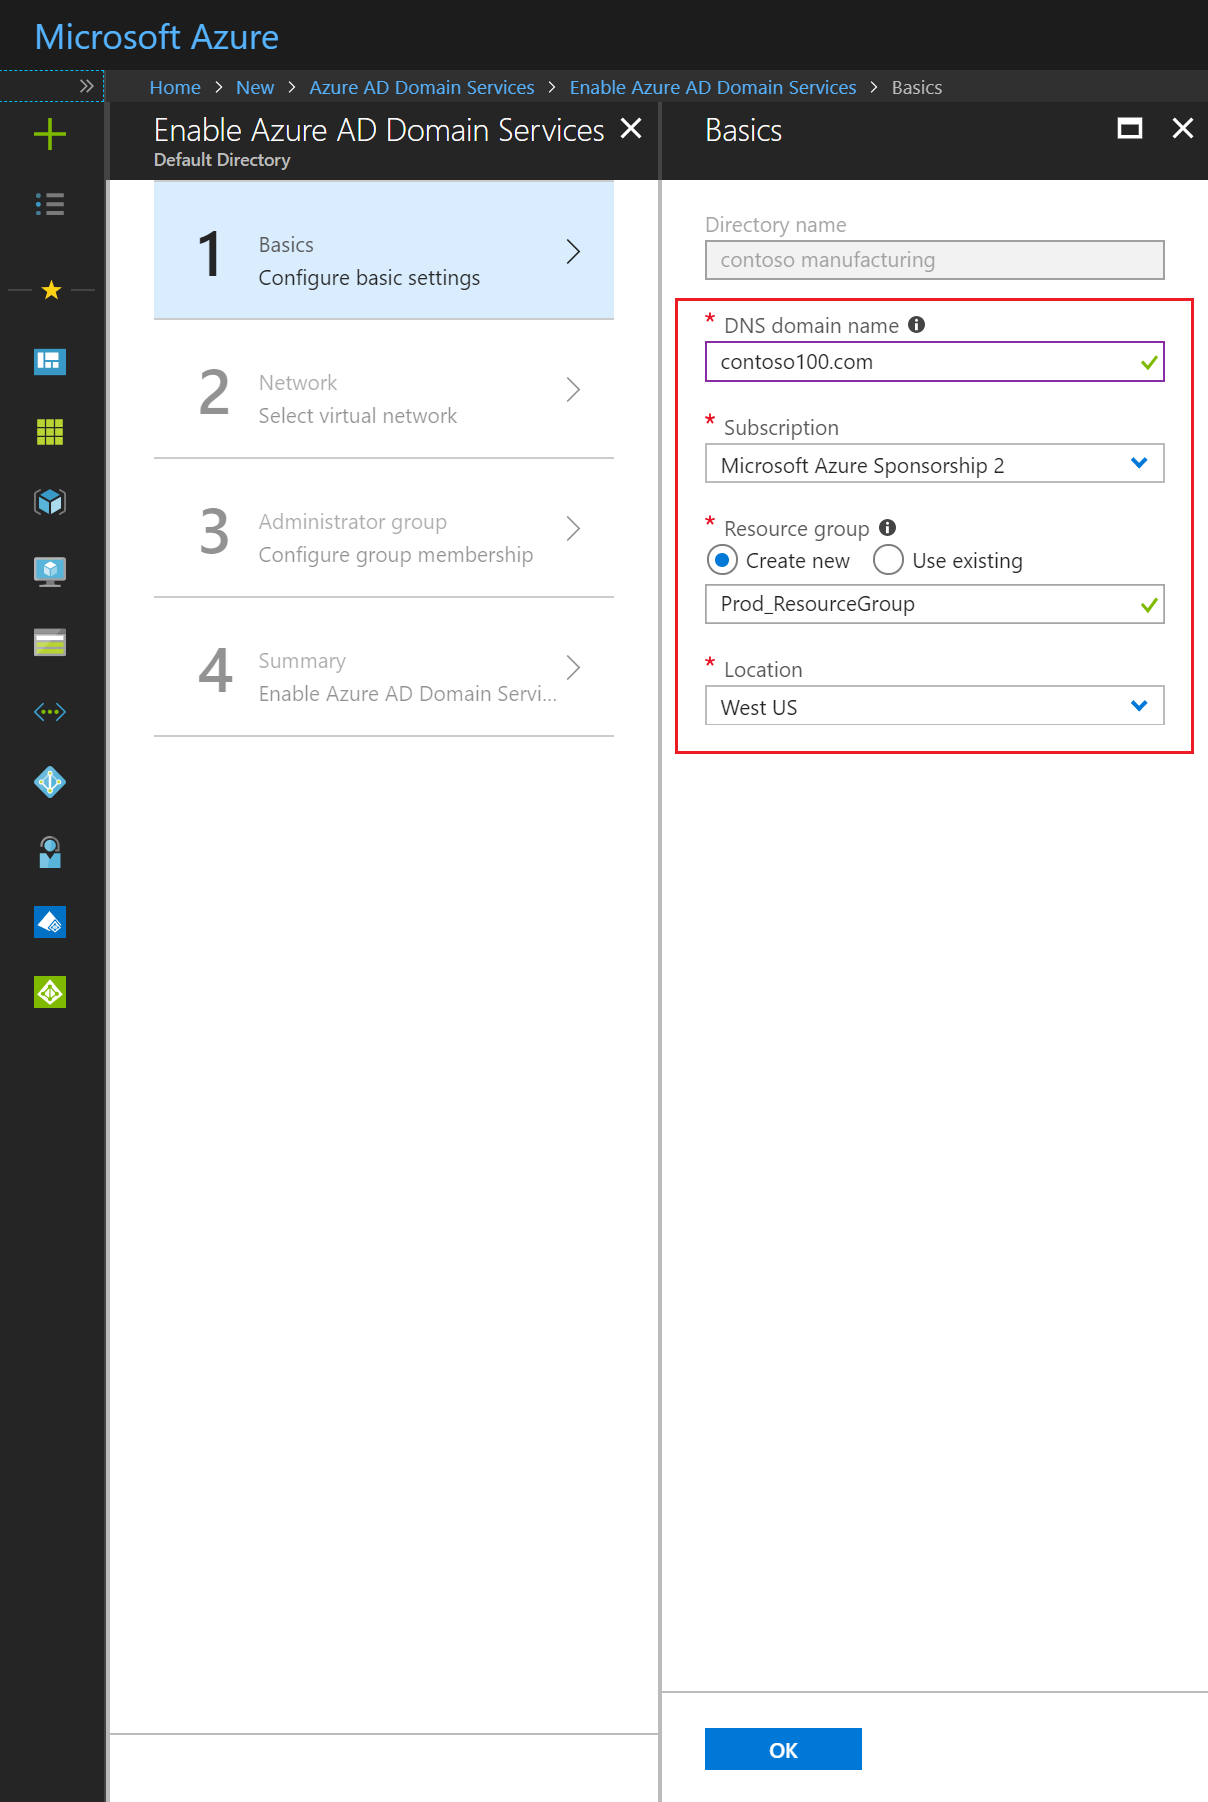 Microsoft Azure
Home > New > Azure AD Domain Services > Enable Azure AD Domain Services > Basics
Enable Azure AD Domain Services
Default Directory
1
Basics
Configure basic settings
2
Network
Select virtual network
3
Administrator group
Configure group membership
4
Summary
Enable Azure AD Domain Servi...
Basics
Directory name
contoso manufacturing
* DNS domain name
contoso100.com
* Subscription
Microsoft Azure Sponsorship 2
* Resource group
Create new Use existing
Prod_ResourceGroup
* Location
West US
OK